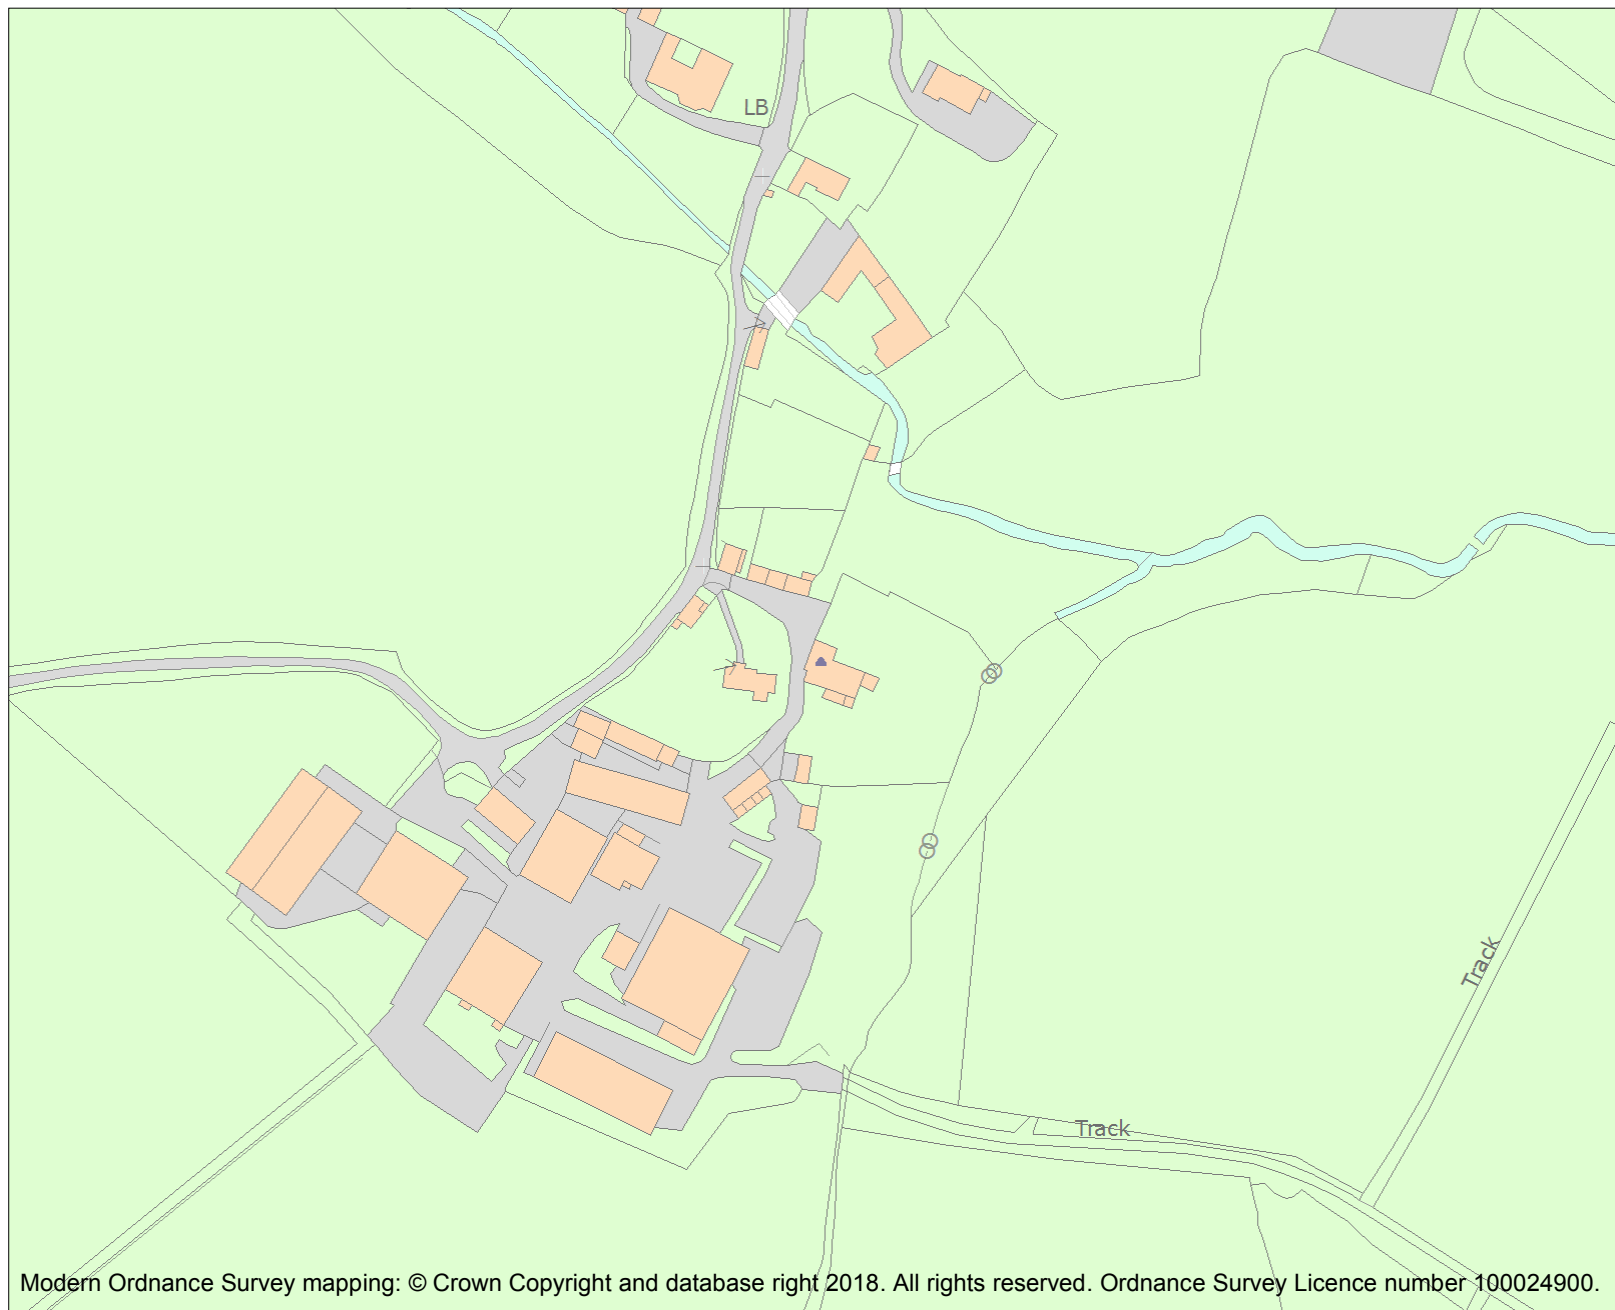 LB
Track
Track
Modern Ordnance Survey mapping: © Crown Copyright and database right 2018. All rights reserved. Ordnance Survey Licence number 100024900.